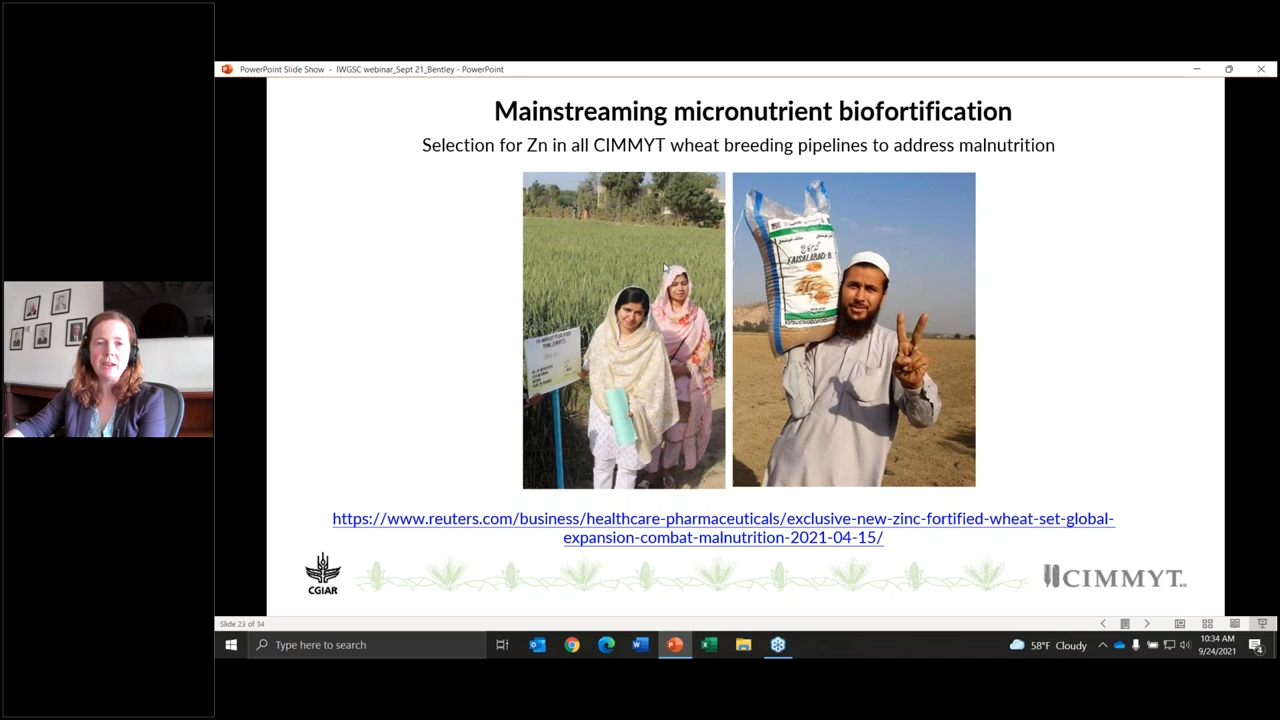 PowerPoint Slide Show - IWGSC webinar_Sept 21_Bentley - PowerPoint
Mainstreaming micronutrient biofortification
Selection for Zn in all CIMMYT wheat breeding pipelines to address malnutrition
FAISALABAD-8
https://www.reuters.com/business/healthcare-pharmaceuticals/exclusive-new-zinc-fortified-wheat-set-global-
expansion-combat-malnutrition-2021-04-15/
CGIAR
CIMMYT
Slide 23 of 34
Type here to search
58°F Cloudy
10:34 AM
9/24/2021
4